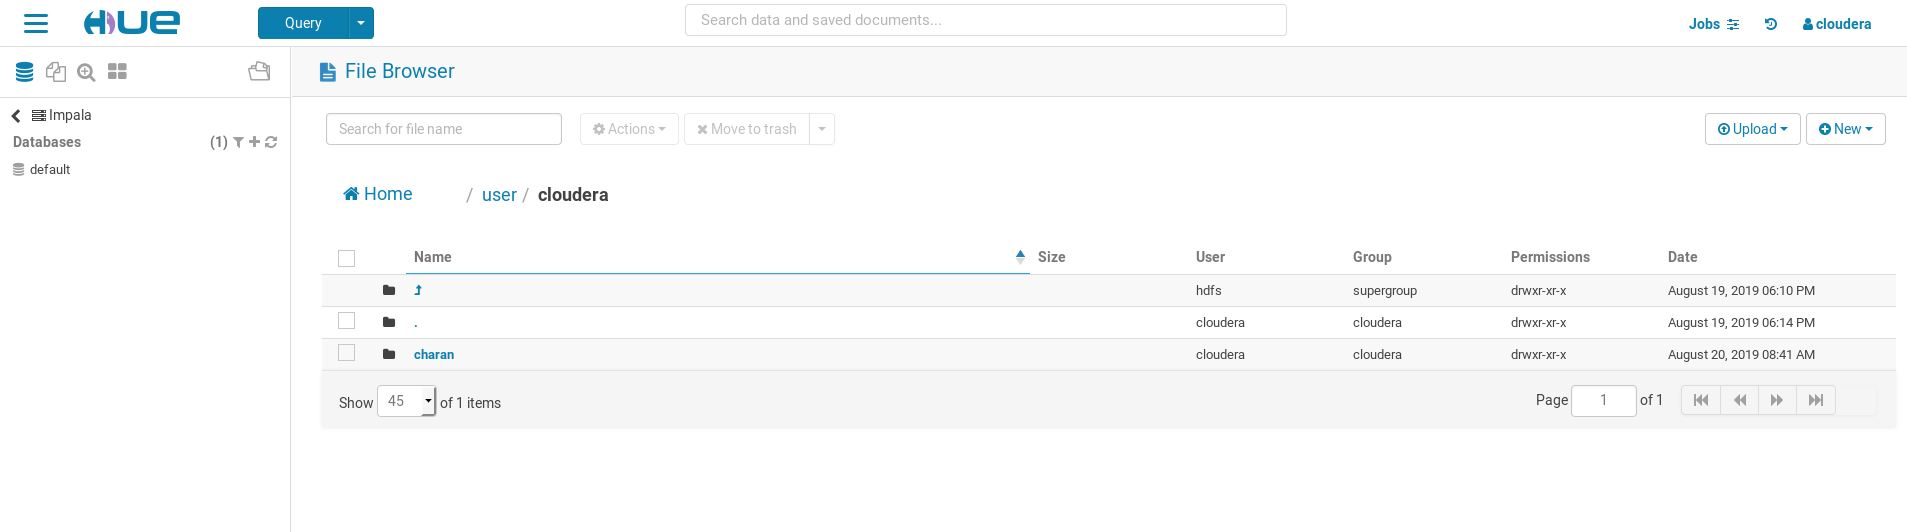 HUE Query Search data and saved documents... Jobs cloudera
File Browser
Impala
Databases (1)
default
Search for file name Actions Move to trash Upload New
Home / user / cloudera
Name Size User Group Permissions Date
hdfs supergroup drwxr-xr-x August 19, 2019 06:10 PM
. cloudera cloudera drwxr-xr-x August 19, 2019 06:14 PM
charan cloudera cloudera drwxr-xr-x August 20, 2019 08:41 AM
Show 45 of 1 items Page 1 of 1